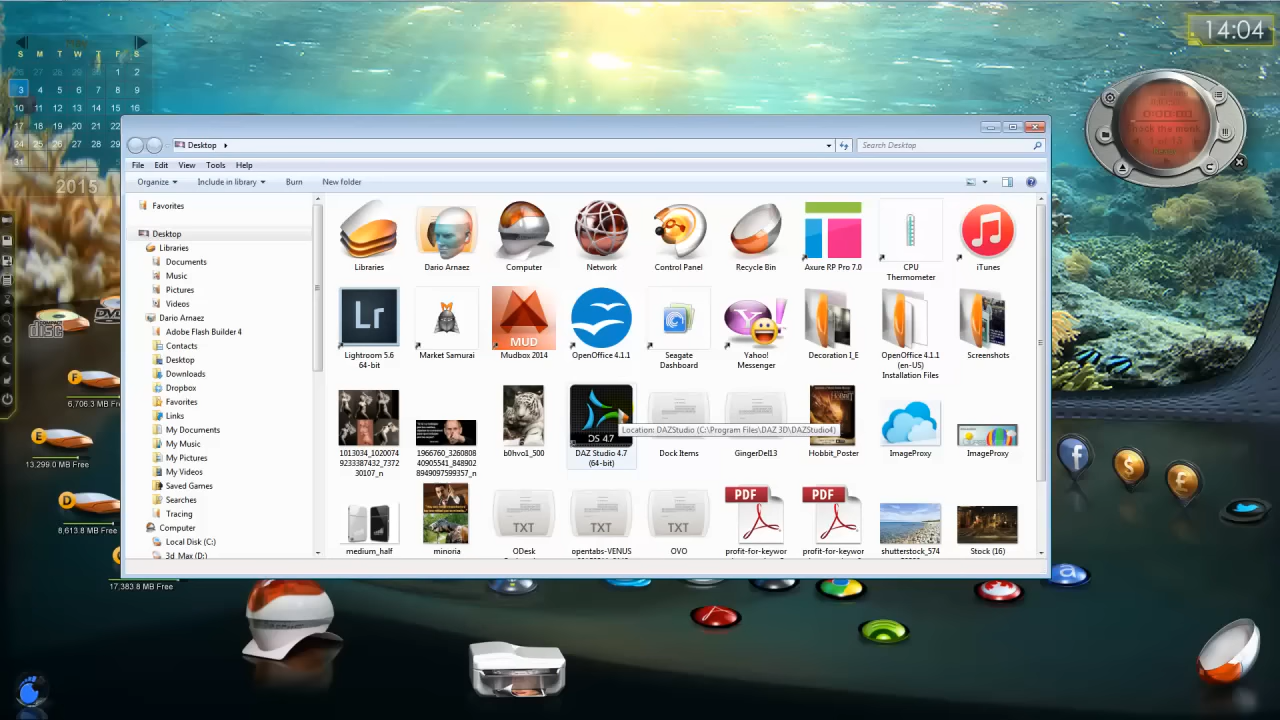 14:04
S M T W T F S
26 27 28 29 1 2
3 4 5 6 7 8 9
10 11 12 13 14 15 16
17 18 19 20 21 22
24 25 26 27 28 29
31
2015
Desktop
Search Desktop
File Edit View Tools Help
Organize Include in library Burn New folder
Favorites
Desktop
Libraries
Documents
Music
Pictures
Videos
Dario Arnaez
Adobe Flash Builder 4
Contacts
Desktop
Downloads
Dropbox
Favorites
Links
My Documents
My Music
My Pictures
My Videos
Saved Games
Searches
Tracing
Computer
Local Disk (C:)
3d_Max (D:)
Libraries
Dario Arnaez
Computer
Network
Control Panel
Recycle Bin
Axure RP Pro 7.0
CPU
Thermometer
iTunes
Lr
Lightroom 5.6
64-bit
Market Samurai
MUD
Mudbox 2014
OpenOffice 4.1.1
Seagate
Dashboard
Yahoo!
Messenger
Decoration I_E
OpenOffice 4.1.1
(en-US)
Installation Files
Screenshots
1013034_1020074
9233387432_7372
30107_n
1966760_3260808
40905541_848902
8949097599357_n
b0hvo1_500
DS 4.7
DAZ Studio 4.7
(64-bit)
Location: DAZStudio (C:\Program Files\DAZ 3D\DAZStudio4)
Dock Items
GingerDell13
Hobbit_Poster
ImageProxy
ImageProxy
medium_half
minoria
TXT
ODesk
TXT
opentabs-VENUS
TXT
OVO
PDF
profit-for-keywor
PDF
profit-for-keywor
shutterstock_574
Stock (16)
disc
DVD
F
6,706.3 MB Fre
E
13,299.0 MB Free
D
8,613.8 MB Free
17,383.8 MB Free
f
$
£
a